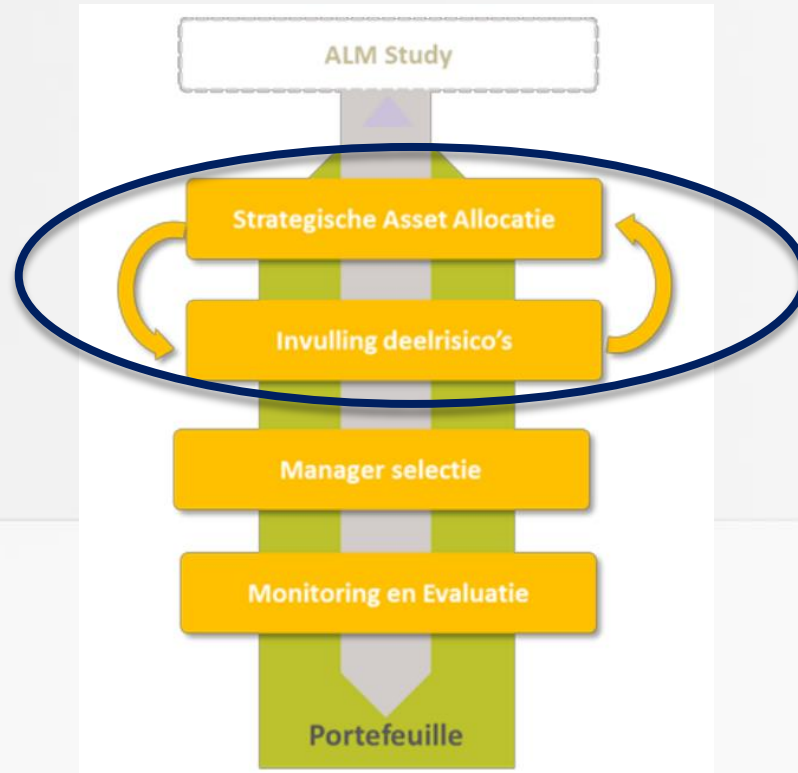 ALM Study
Strategische Asset Allocatie
Invulling deelrisico's
Manager selectie
Monitoring en Evaluatie
Portefeuille